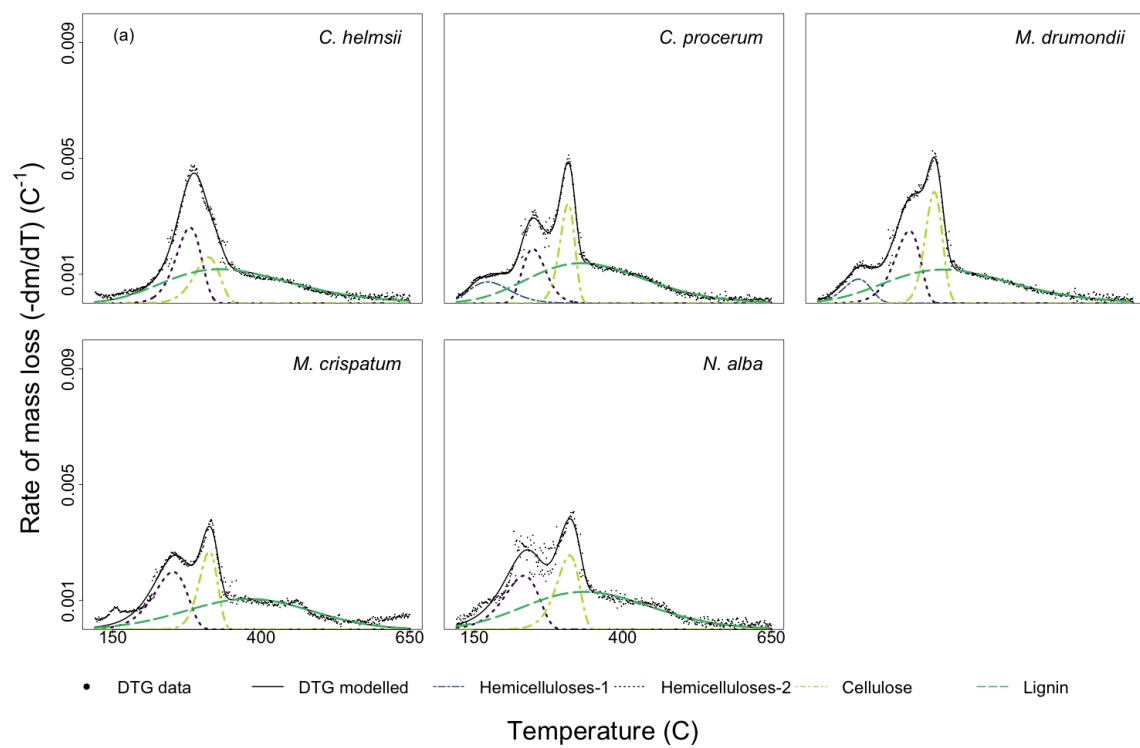 (a)
C. helmsii
C. procerum
M. drumondii
0.009
0.005
0.001
M. crispatum
N. alba
0.009
0.005
0.001
150
400
650
150
400
650
Rate of mass loss (-dm/dT) (C⁻¹)
DTG data
DTG modelled
Hemicelluloses-1
Hemicelluloses-2
Cellulose
Lignin
Temperature (C)